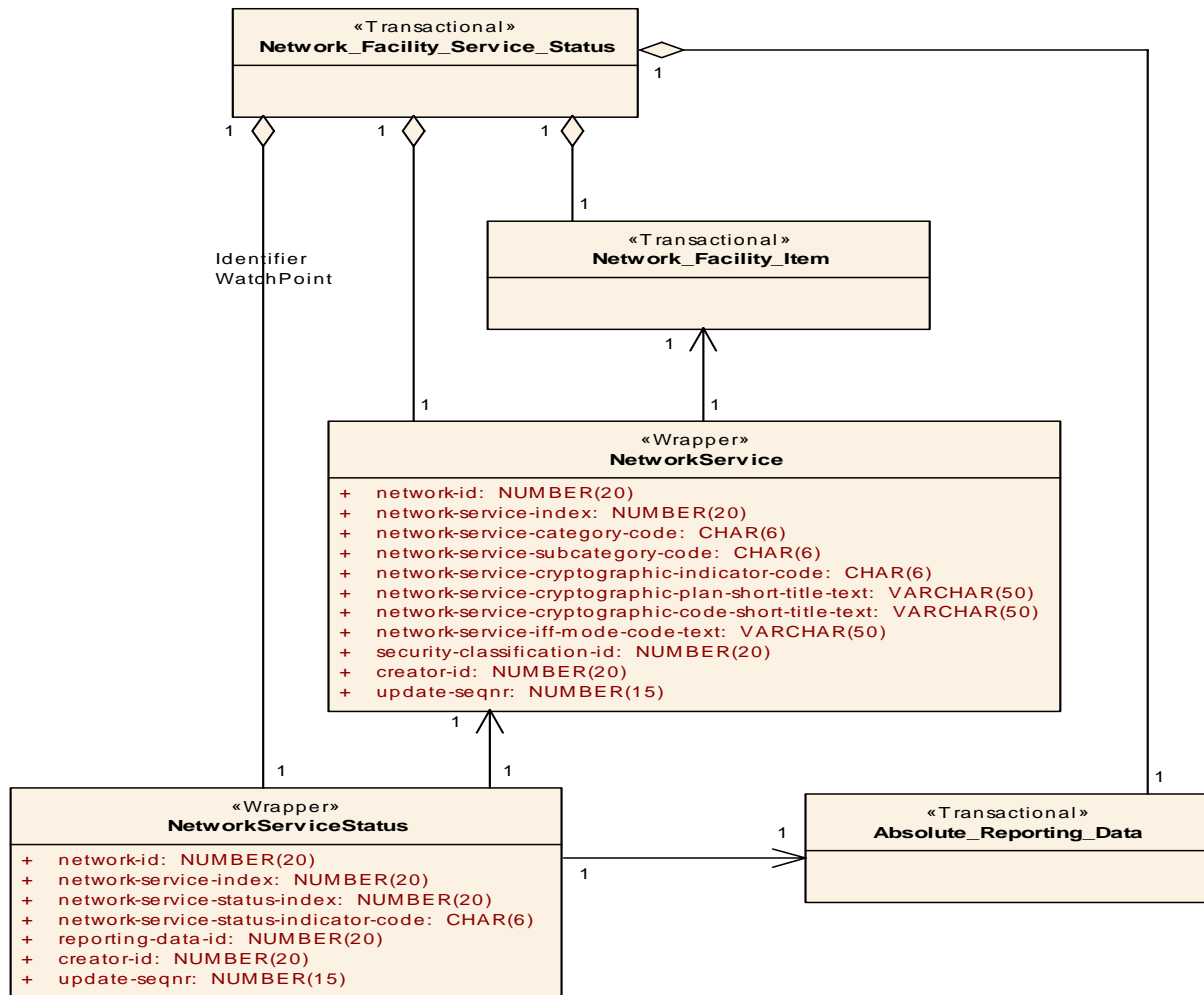 «Transactional»
Network_Facility_Service_Status
1
1
1
1
Identifier
WatchPoint
1
«Transactional»
Network_Facility_Item
1
1
1
«Wrapper»
NetworkService
+ network-id: NUMBER(20)
+ network-service-index: NUMBER(20)
+ network-service-category-code: CHAR(6)
+ network-service-subcategory-code: CHAR(6)
+ network-service-cryptographic-indicator-code: CHAR(6)
+ network-service-cryptographic-plan-short-title-text: VARCHAR(50)
+ network-service-cryptographic-code-short-title-text: VARCHAR(50)
+ network-service-iff-mode-code-text: VARCHAR(50)
+ security-classification-id: NUMBER(20)
+ creator-id: NUMBER(20)
+ update-seqnr: NUMBER(15)
1
1
1
1
«Wrapper»
NetworkServiceStatus
+ network-id: NUMBER(20)
+ network-service-index: NUMBER(20)
+ network-service-status-index: NUMBER(20)
+ network-service-status-indicator-code: CHAR(6)
+ reporting-data-id: NUMBER(20)
+ creator-id: NUMBER(20)
+ update-seqnr: NUMBER(15)
1
1
«Transactional»
Absolute_Reporting_Data